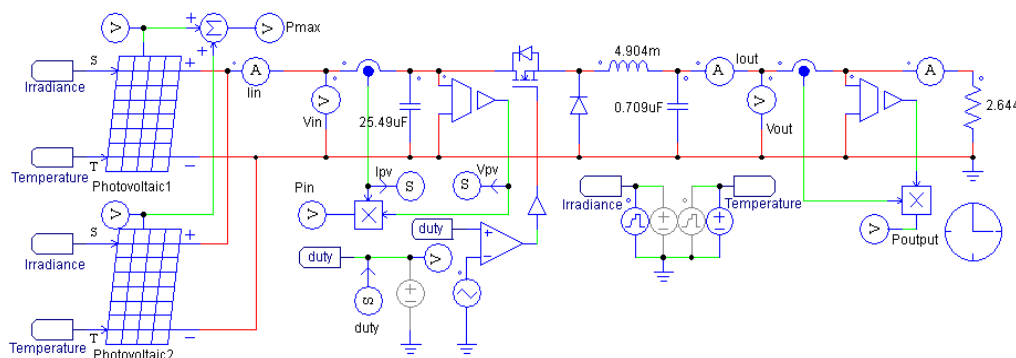 V
Σ
V
Pmax
S
Irradiance
T
Temperature
Photovoltaic1
A
Iin
V
Vin
25.49uF
4.904m
0.709uF
A
Iout
V
Vout
A
2.644
Pin
V
Ipv
S
S
Vpv
duty
duty
V
S
duty
Irradiance
Temperature
V
Poutput
V
S
Irradiance
T
Temperature
Photovoltaic2